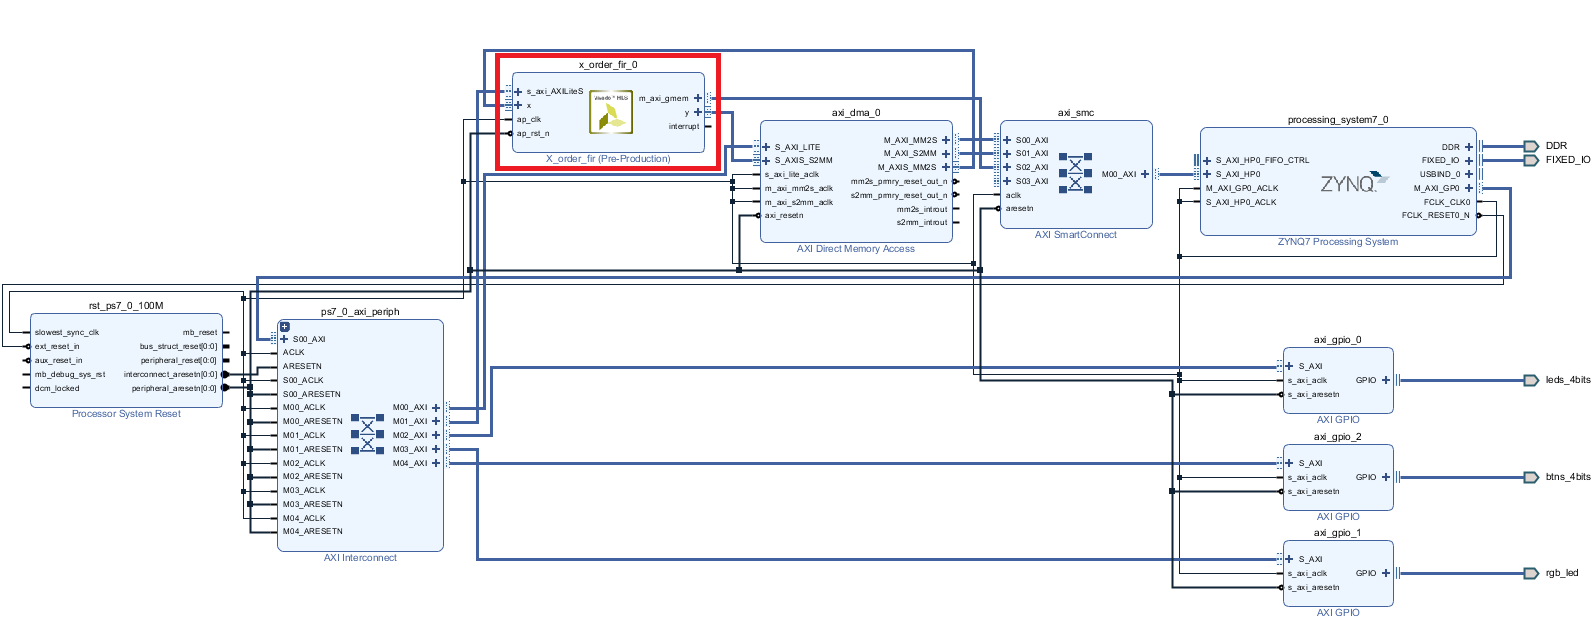 x_order_fir_0
s_axi_AXILiteS
x
ap_clk
ap_rst_n
m_axi_gmem
y
interrupt
X_order_fir (Pre-Production)
axi_dma_0
S_AXI_LITE
S_AXIS_S2MM
s_axi_lite_aclk
m_axi_mm2s_aclk
m_axi_s2mm_aclk
axi_resetn
M_AXI_MM2S
M_AXI_S2MM
M_AXIS_MM2S
mm2s_prmry_reset_out_n
s2mm_prmry_reset_out_n
mm2s_introut
s2mm_introut
AXI Direct Memory Access
axi_smc
S00_AXI
S01_AXI
S02_AXI
S03_AXI
aclk
aresetn
M00_AXI
AXI SmartConnect
processing_system7_0
S_AXI_HP0_FIFO_CTRL
S_AXI_HP0
M_AXI_GP0_ACLK
S_AXI_HP0_ACLK
ZYNQ
DDR
FIXED_IO
USBIND_0
M_AXI_GP0
FCLK_CLK0
FCLK_RESET0_N
ZYNQ7 Processing System
DDR
FIXED_IO
rst_ps7_0_100M
slowest_sync_clk
ext_reset_in
aux_reset_in
mb_debug_sys_rst
dcm_locked
mb_reset
bus_struct_reset[0:0]
peripheral_reset[0:0]
interconnect_aresetn[0:0]
peripheral_aresetn[0:0]
Processor System Reset
ps7_0_axi_periph
S00_AXI
ACLK
ARESETN
S00_ACLK
S00_ARESETN
M00_ACLK
M00_ARESETN
M01_ACLK
M01_ARESETN
M02_ACLK
M02_ARESETN
M03_ACLK
M03_ARESETN
M04_ACLK
M04_ARESETN
M00_AXI
M01_AXI
M02_AXI
M03_AXI
M04_AXI
AXI Interconnect
axi_gpio_0
S_AXI
s_axi_aclk
s_axi_aresetn
GPIO
AXI GPIO
leds_4bits
axi_gpio_2
S_AXI
s_axi_aclk
s_axi_aresetn
GPIO
AXI GPIO
btns_4bits
axi_gpio_1
S_AXI
s_axi_aclk
s_axi_aresetn
GPIO
AXI GPIO
rgb_led